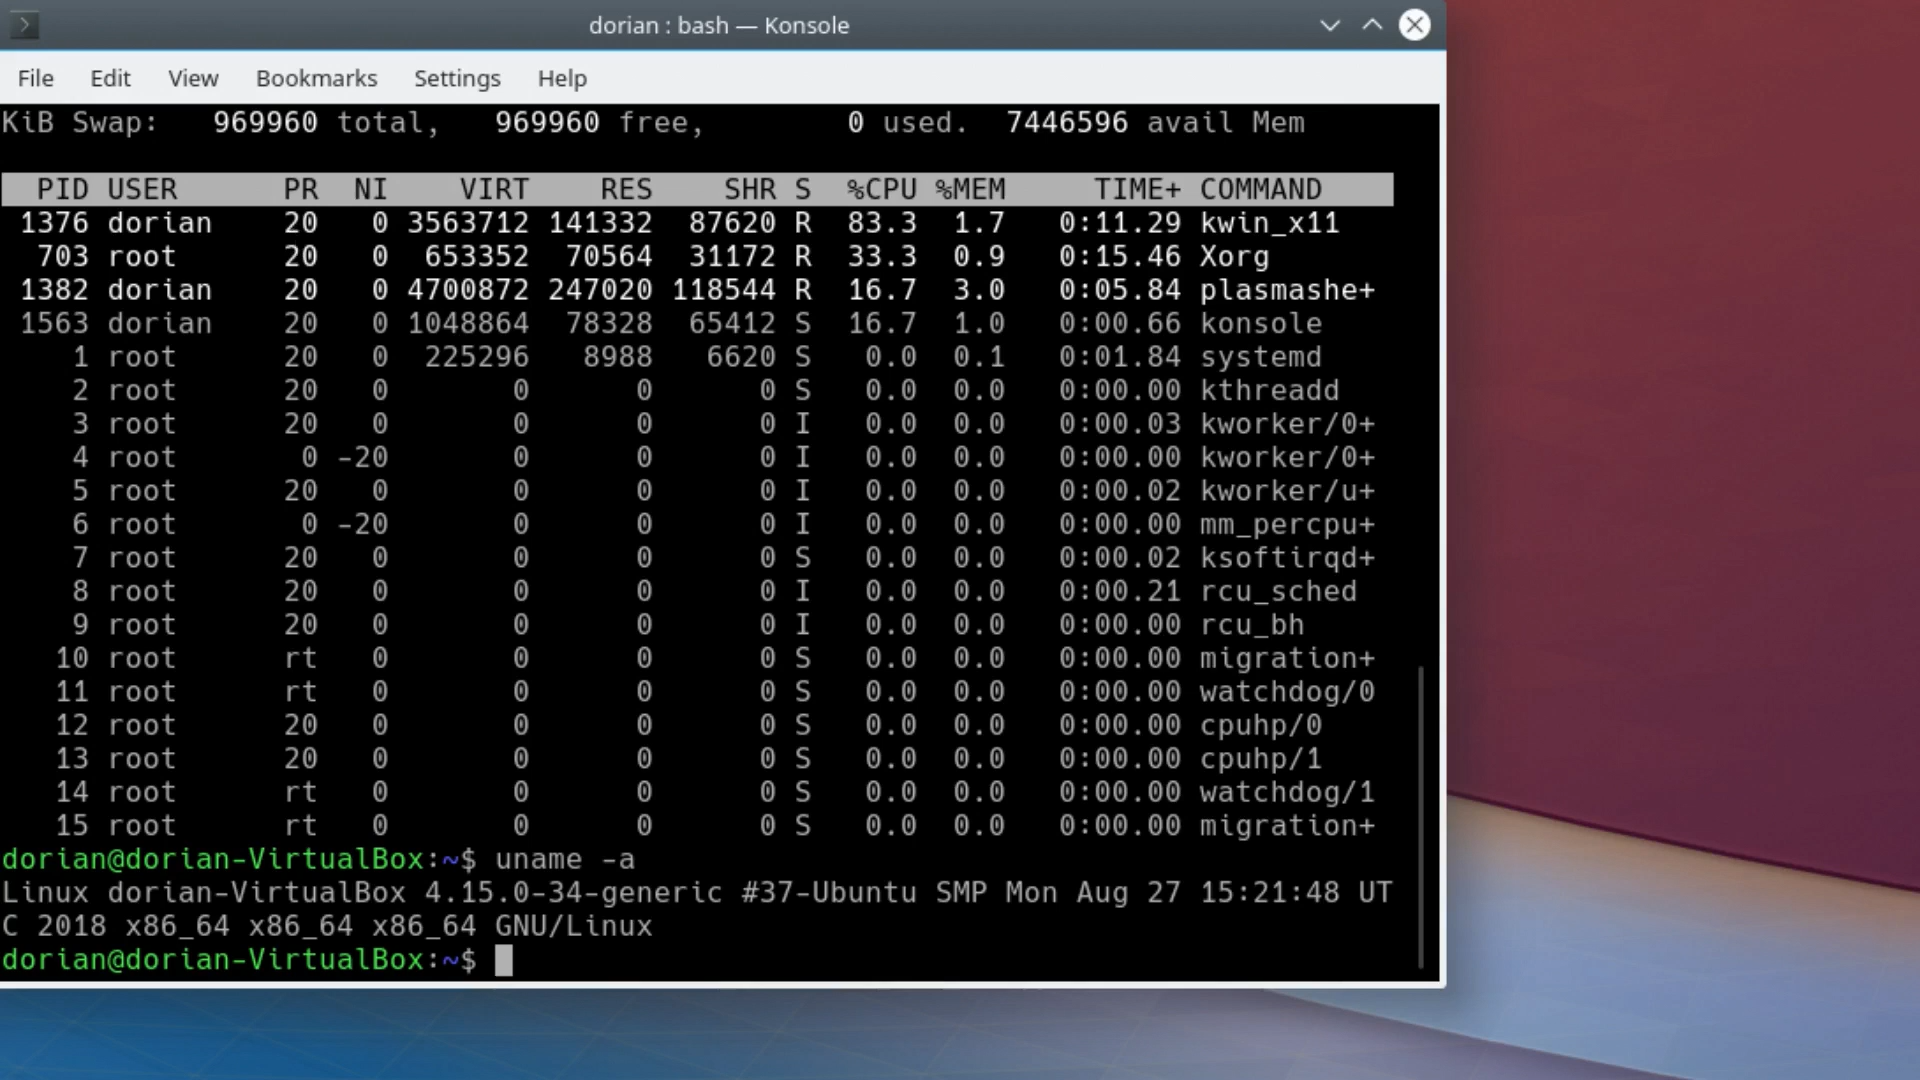 dorian : bash — Konsole
File Edit View Bookmarks Settings Help
KiB Swap:   969960 total,   969960 free,        0 used.  7446596 avail Mem
  PID USER      PR  NI    VIRT    RES    SHR S  %CPU %MEM     TIME+ COMMAND
 1376 dorian    20   0 3563712 141332  87620 R  83.3  1.7   0:11.29 kwin_x11
  703 root      20   0  653352  70564  31172 R  33.3  0.9   0:15.46 Xorg
 1382 dorian    20   0 4700872 247020 118544 R  16.7  3.0   0:05.84 plasmashe+
 1563 dorian    20   0 1048864  78328  65412 S  16.7  1.0   0:00.66 konsole
    1 root      20   0  225296   8988   6620 S   0.0  0.1   0:01.84 systemd
    2 root      20   0       0      0      0 S   0.0  0.0   0:00.00 kthreadd
    3 root      20   0       0      0      0 I   0.0  0.0   0:00.03 kworker/0+
    4 root       0 -20       0      0      0 I   0.0  0.0   0:00.00 kworker/0+
    5 root      20   0       0      0      0 I   0.0  0.0   0:00.02 kworker/u+
    6 root       0 -20       0      0      0 I   0.0  0.0   0:00.00 mm_percpu+
    7 root      20   0       0      0      0 S   0.0  0.0   0:00.02 ksoftirqd+
    8 root      20   0       0      0      0 I   0.0  0.0   0:00.21 rcu_sched
    9 root      20   0       0      0      0 I   0.0  0.0   0:00.00 rcu_bh
   10 root      rt   0       0      0      0 S   0.0  0.0   0:00.00 migration+
   11 root      rt   0       0      0      0 S   0.0  0.0   0:00.00 watchdog/0
   12 root      20   0       0      0      0 S   0.0  0.0   0:00.00 cpuhp/0
   13 root      20   0       0      0      0 S   0.0  0.0   0:00.00 cpuhp/1
   14 root      rt   0       0      0      0 S   0.0  0.0   0:00.00 watchdog/1
   15 root      rt   0       0      0      0 S   0.0  0.0   0:00.00 migration+
dorian@dorian-VirtualBox:~$ uname -a
Linux dorian-VirtualBox 4.15.0-34-generic #37-Ubuntu SMP Mon Aug 27 15:21:48 UT
C 2018 x86_64 x86_64 x86_64 GNU/Linux
dorian@dorian-VirtualBox:~$